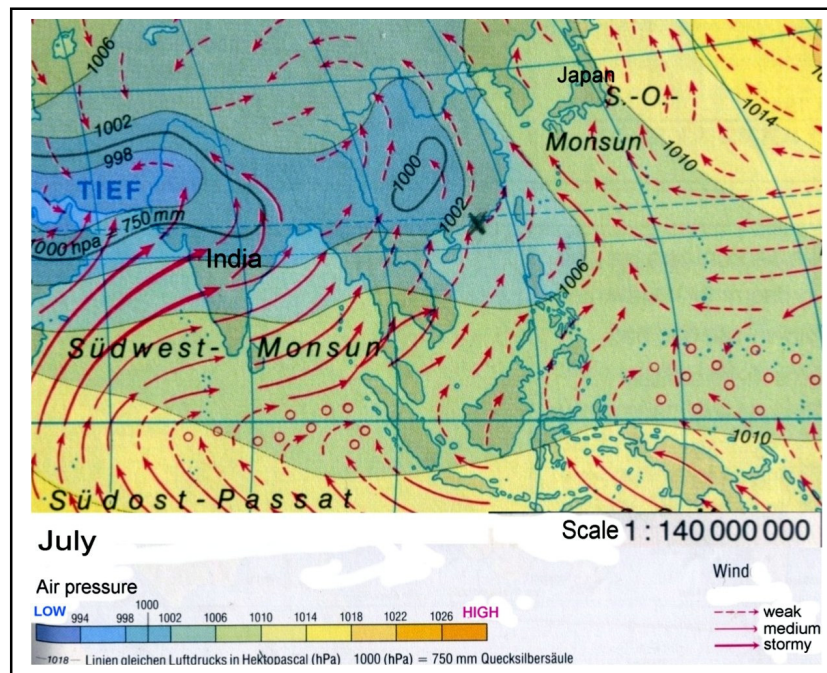 1006
Japan
S.-O.-
1014
1002
998
Monsun
1010
TIEF
1000
1002
750 mm
1000 hpa
India
1006
Südwest- Monsun
1010
Südost-Passat
July
Scale 1 : 140 000 000
Wind
Air pressure
LOW 1000 HIGH
994 998 1002 1006 1010 1014 1018 1022 1026
weak
medium
stormy
—1018— Linien gleichen Luftdrucks in Hektopascal (hPa) 1000 (hPa) = 750 mm Quecksilbersäule